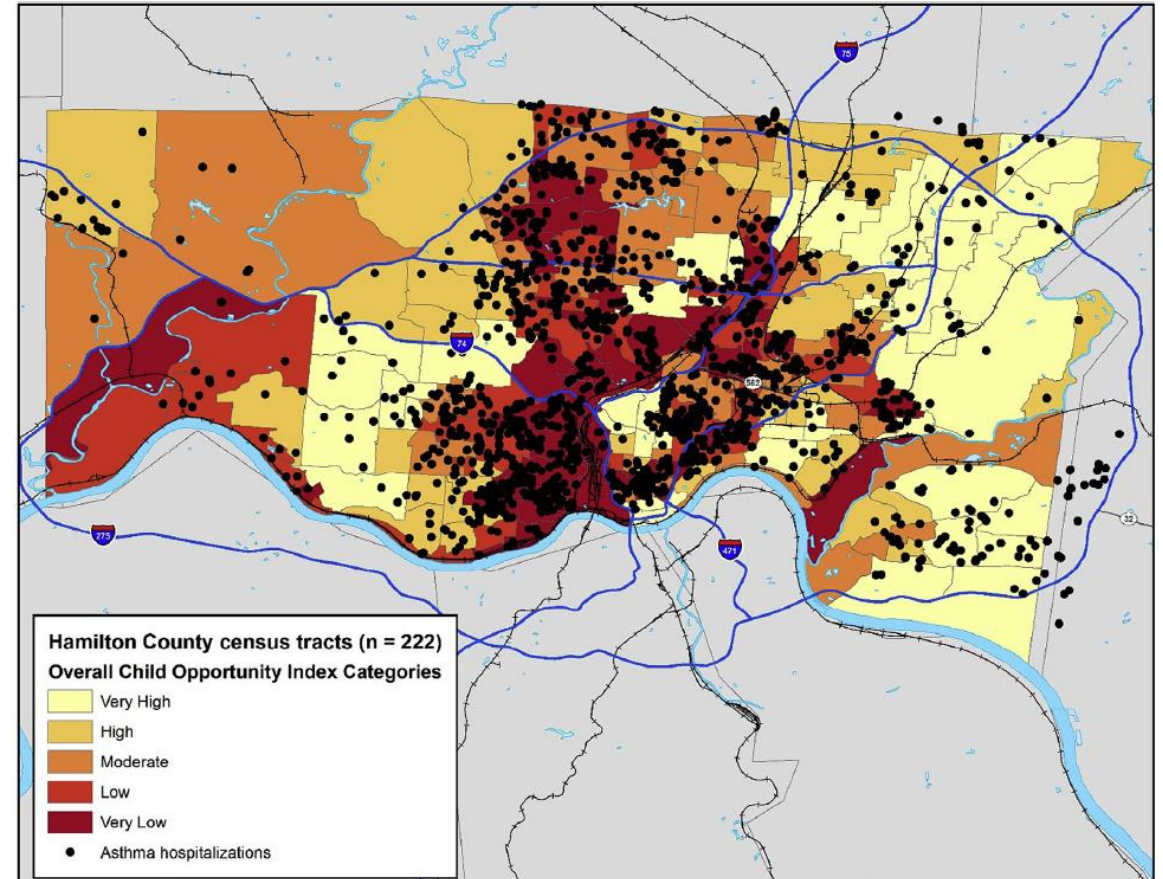 75
74
562
275
471
32
Hamilton County census tracts (n = 222)
Overall Child Opportunity Index Categories
Very High
High
Moderate
Low
Very Low
Asthma hospitalizations